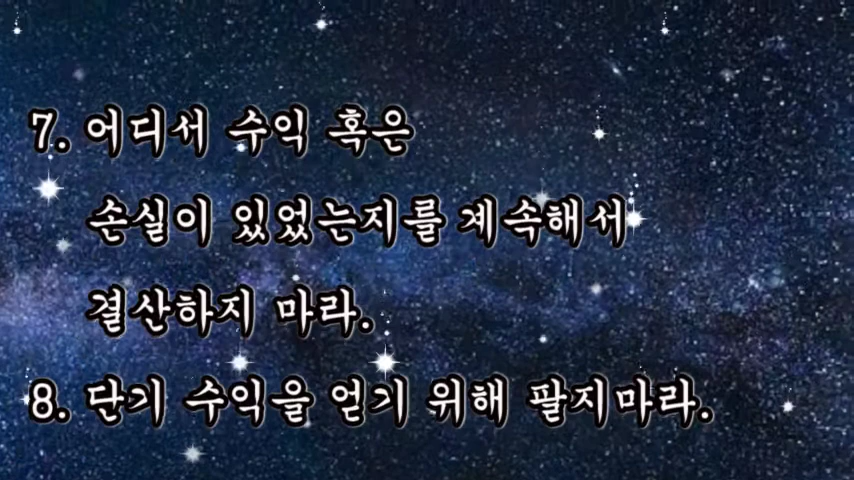 7. 어디서 수익 혹은
손실이 있었는지를 계속해서
결산하지 마라.
8. 단기 수익을 얻기 위해 팔지마라.